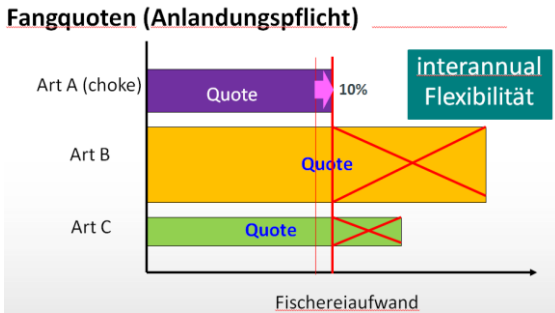 Fangquoten (Anlandungspflicht)
interannual
Flexibilität
Art A (choke)
Quote
10%
Art B
Quote
Art C
Quote
Fischereiaufwand